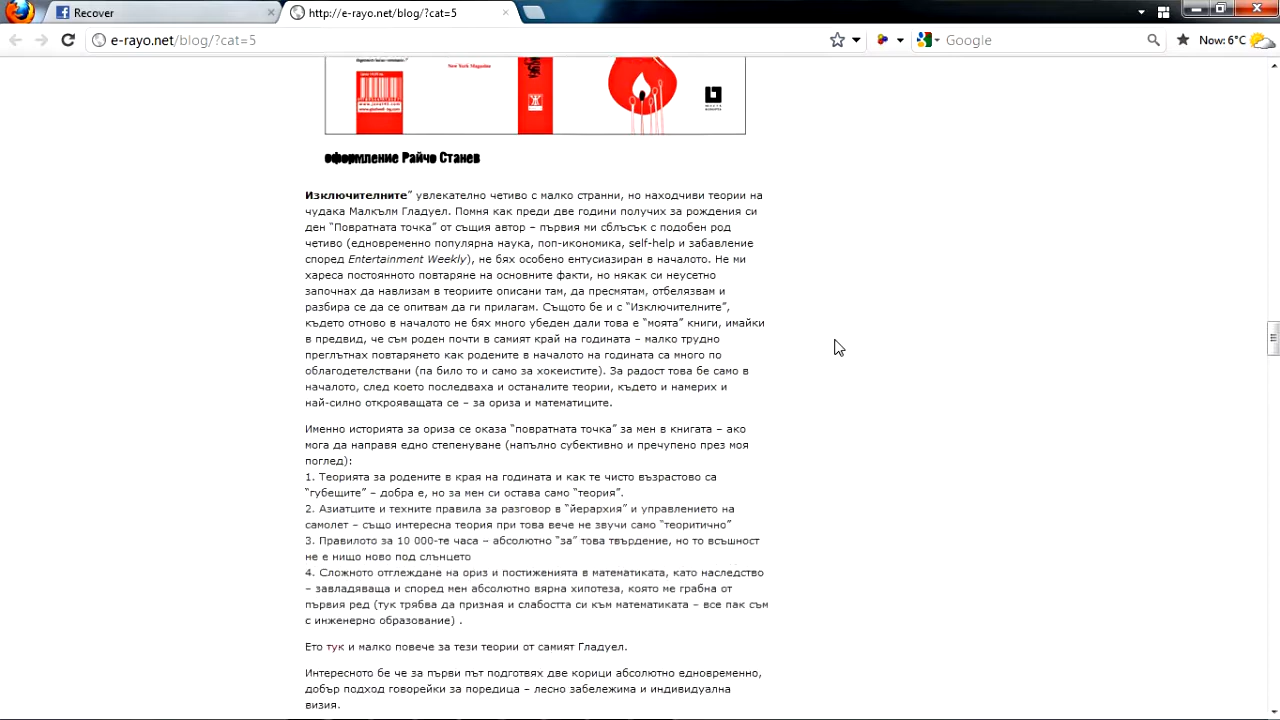 Recover
http://e-rayo.net/blog/?cat=5
e-rayo.net/blog/?cat=5
Google
Now: 6°C
New York Magazine
оформление Райчо Станев
Изключителните” увлекателно четиво с малко странни, но находчиви теории на
чудака Малкълм Гладуел. Помня как преди две години получих за рождения си
ден “Повратната точка” от същия автор – първия ми сблъсък с подобен род
четиво (едновременно популярна наука, поп-икономика, self-help и забавление
според Entertainment Weekly), не бях особено ентусиазиран в началото. Не ми
хареса постоянното повтаряне на основните факти, но някак си неусетно
започнах да навлизам в теориите описани там, да пресмятам, отбелязвам и
разбира се да се опитвам да ги прилагам. Същото бе и с “Изключителните”,
където отново в началото не бях много убеден дали това е “моята” книги, имайки
в предвид, че съм роден почти в самият край на годината – малко трудно
преглътнах повтарянето как родените в началото на годината са много по
облагодетелствани (па било то и само за хокеистите). За радост това бе само в
началото, след което последваха и останалите теории, където и намерих и
най-силно открояващата се – за ориза и математиците.
Именно историята за ориза се оказа “повратната точка” за мен в книгата – ако
мога да направя едно степенуване (напълно субективно и пречупено през моя
поглед):
1. Теорията за родените в края на годината и как те чисто възрастово са
“губещите” – добра е, но за мен си остава само “теория”.
2. Азиатците и техните правила за разговор в “йерархия” и управлението на
самолет – също интересна теория при това вече не звучи само “теоритично”
3. Правилото за 10 000-те часа – абсолютно “за” това твърдение, но то всъшност
не е нищо ново под слънцето
4. Сложното отглеждане на ориз и постиженията в математиката, като наследство
– завладяваща и според мен абсолютно вярна хипотеза, която ме грабна от
първия ред (тук трябва да призная и слабостта си към математиката – все пак съм
с инженерно образование) .
Ето тук и малко повече за тези теории от самият Гладуел.
Интересното бе че за първи път подготвях две корици абсолютно едновременно,
добър подход говорейки за поредица – лесно забележима и индивидуална
визия.